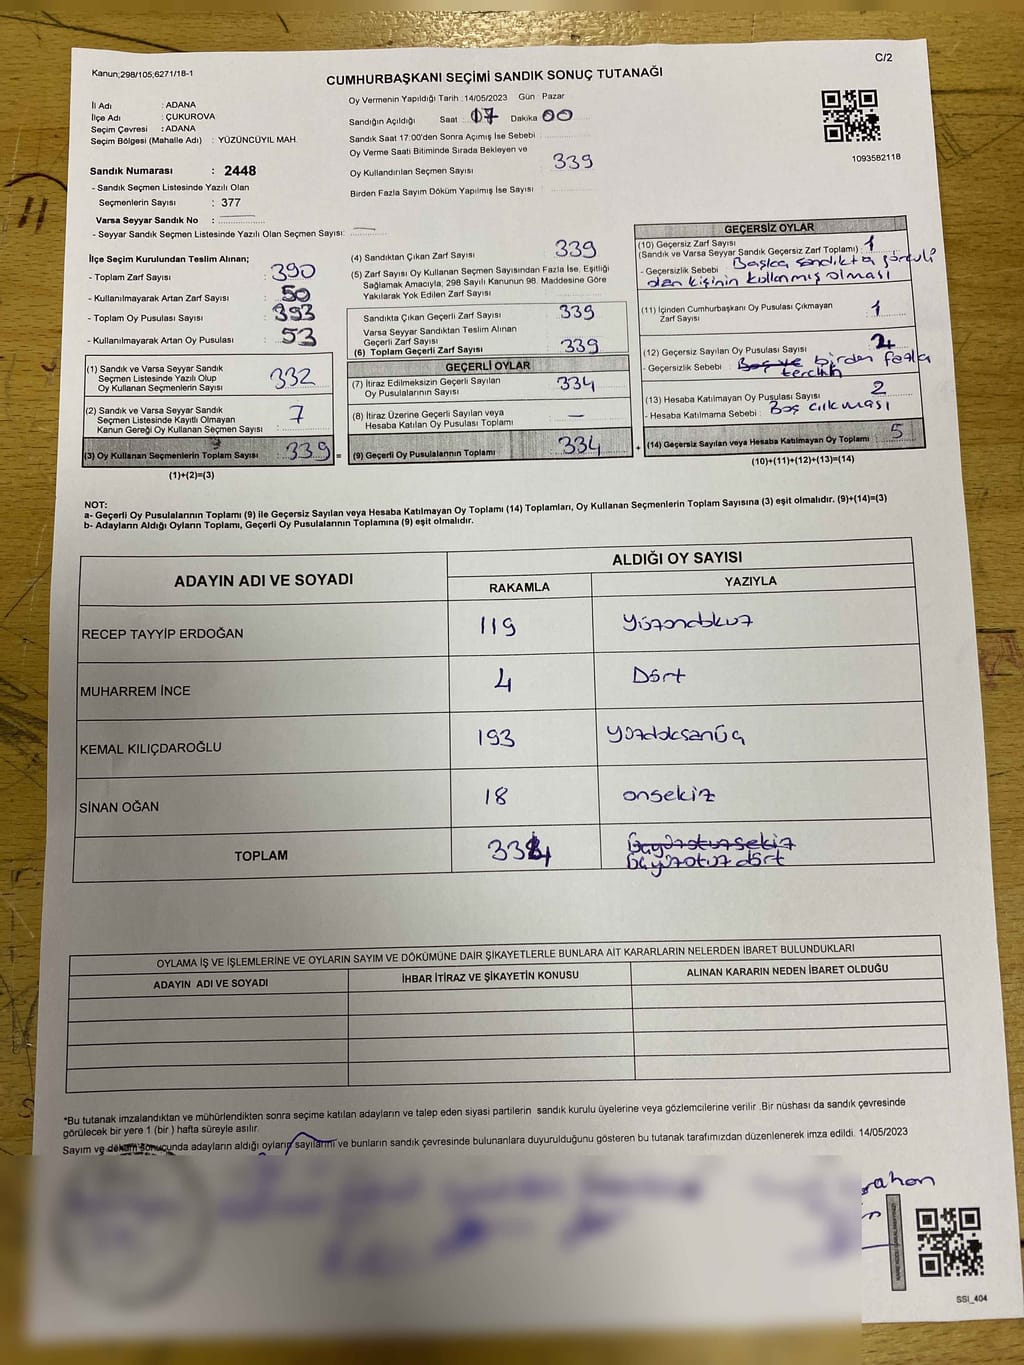 Kanun;298/105;6271/18-1
C/2
CUMHURBAŞKANI SEÇİMİ SANDIK SONUÇ TUTANAĞI
İl Adı : ADANA
İlçe Adı : ÇUKUROVA
Seçim Çevresi : ADANA
Seçim Bölgesi (Mahalle Adı) : YÜZÜNCÜYIL MAH.
Sandık Numarası : 2448
- Sandık Seçmen Listesinde Yazılı Olan
Seçmenlerin Sayısı : 377
Varsa Seyyar Sandık No :
- Seyyar Sandık Seçmen Listesinde Yazılı Olan Seçmen Sayısı:
Oy Vermenin Yapıldığı Tarih :14/05/2023 Gün : Pazar
Sandığın Açıldığı Saat 17 Dakika 00
Sandık Saat 17:00'den Sonra Açımış İse Sebebi
Oy Verme Saati Bitiminde Sırada Bekleyen ve
Oy Kullandırılan Seçmen Sayısı 339
Birden Fazla Sayım Döküm Yapılmış İse Sayısı
1093582118
İlçe Seçim Kurulundan Teslim Alınan;
- Toplam Zarf Sayısı : 390
- Kullanılmayarak Artan Zarf Sayısı : 50
- Toplam Oy Pusulası Sayısı : 393
- Kullanılmayarak Artan Oy Pusulası : 53
(1) Sandık ve Varsa Seyyar Sandık
Seçmen Listesinde Yazılı Olup
Oy Kullanan Seçmenlerin Sayısı 332
(2) Sandık ve Varsa Seyyar Sandık
Seçmen Listesinde Kayıtlı Olmayan
Kanun Gereği Oy Kullanan Seçmen Sayısı 7
(3) Oy Kullanan Seçmenlerin Toplam Sayısı 339 =
(1)+(2)=(3)
(4) Sandıktan Çıkan Zarf Sayısı 339
(5) Zarf Sayısı Oy Kullanan Seçmen Sayısından Fazla İse, Eşitliği
Sağlamak Amacıyla; 298 Sayılı Kanunun 98. Maddesine Göre
Yakılarak Yok Edilen Zarf Sayısı
Sandıkta Çıkan Geçerli Zarf Sayısı 339
Varsa Seyyar Sandıktan Teslim Alınan
Geçerli Zarf Sayısı
(6) Toplam Geçerli Zarf Sayısı 339
GEÇERLİ OYLAR
(7) İtiraz Edilmeksizin Geçerli Sayılan
Oy Pusulalarının Sayısı 334
(8) İtiraz Üzerine Geçerli Sayılan veya
Hesaba Katılan Oy Pusulası Toplamı —
(9) Geçerli Oy Pusulalarının Toplamı 334 +
GEÇERSİZ OYLAR
(10) Geçersiz Zarf Sayısı
(Sandık ve Varsa Seyyar Sandık Geçersiz Zarf Toplamı) : 1
- Geçersizlik Sebebi : Başka sandıkta görevli
olan kişinin kullanmış olması
(11) İçinden Cumhurbaşkanı Oy Pusulası Çıkmayan
Zarf Sayısı 1
(12) Geçersiz Sayılan Oy Pusulası Sayısı
- Geçersizlik Sebebi : Boş ve birden fazla
tercih
(13) Hesaba Katılmayan Oy Pusulası Sayısı 2
- Hesaba Katılmama Sebebi : Boş çıkması
(14) Geçersiz Sayılan veya Hesaba Katılmayan Oy Toplamı 5
(10)+(11)+(12)+(13)=(14)
NOT:
a- Geçerli Oy Pusulalarının Toplamı (9) ile Geçersiz Sayılan veya Hesaba Katılmayan Oy Toplamı (14) Toplamları, Oy Kullanan Seçmenlerin Toplam Sayısına (3) eşit olmalıdır. (9)+(14)=(3)
b- Adayların Aldığı Oyların Toplamı, Geçerli Oy Pusulalarının Toplamına (9) eşit olmalıdır.
ADAYIN ADI VE SOYADI
ALDIĞI OY SAYISI
RAKAMLA YAZIYLA
RECEP TAYYİP ERDOĞAN 119 Yüzondokuz
MUHARREM İNCE 4 Dört
KEMAL KILIÇDAROĞLU 193 Yüzdoksanüç
SİNAN OĞAN 18 onsekiz
TOPLAM 334 üçyüzotuzsekiz
üçyüzotuz dört
OYLAMA İŞ VE İŞLEMLERİNE VE OYLARIN SAYIM VE DÖKÜMÜNE DAİR ŞİKAYETLERLE BUNLARA AİT KARARLARIN NELERDEN İBARET BULUNDUKLARI
ADAYIN ADI VE SOYADI İHBAR İTİRAZ VE ŞİKAYETİN KONUSU ALINAN KARARIN NEDEN İBARET OLDUĞU
*Bu tutanak imzalandıktan ve mühürlendikten sonra seçime katılan adayların ve talep eden siyasi partilerin sandık kurulu üyelerine veya gözlemcilerine verilir .Bir nüshası da sandık çevresinde
görülecek bir yere 1 (bir ) hafta süreyle asılır.
Sayım ve döküm sonucunda adayların aldığı oyların sayılarını ve bunların sandık çevresinde bulunanlara duyurulduğunu gösteren bu tutanak tarafımızdan düzenlenerek imza edildi. 14/05/2023
SSI_404